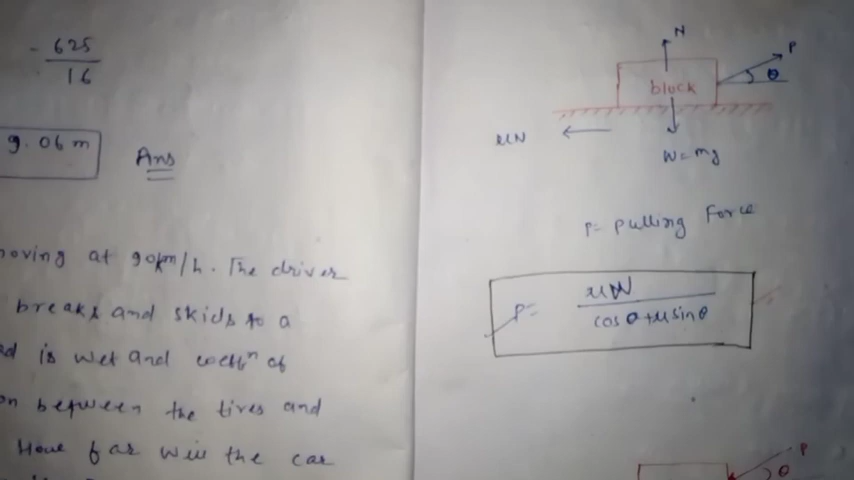 - 625
16
9.06 m
Ans
moving at 90km/h. The driver
breaks and skids to a
is wet and coeffn of
between the tires and
How far will the car
N
P
θ
block
μN
W=mg
P= pulling Force
P= μW
cosθ+μsinθ
P
θ